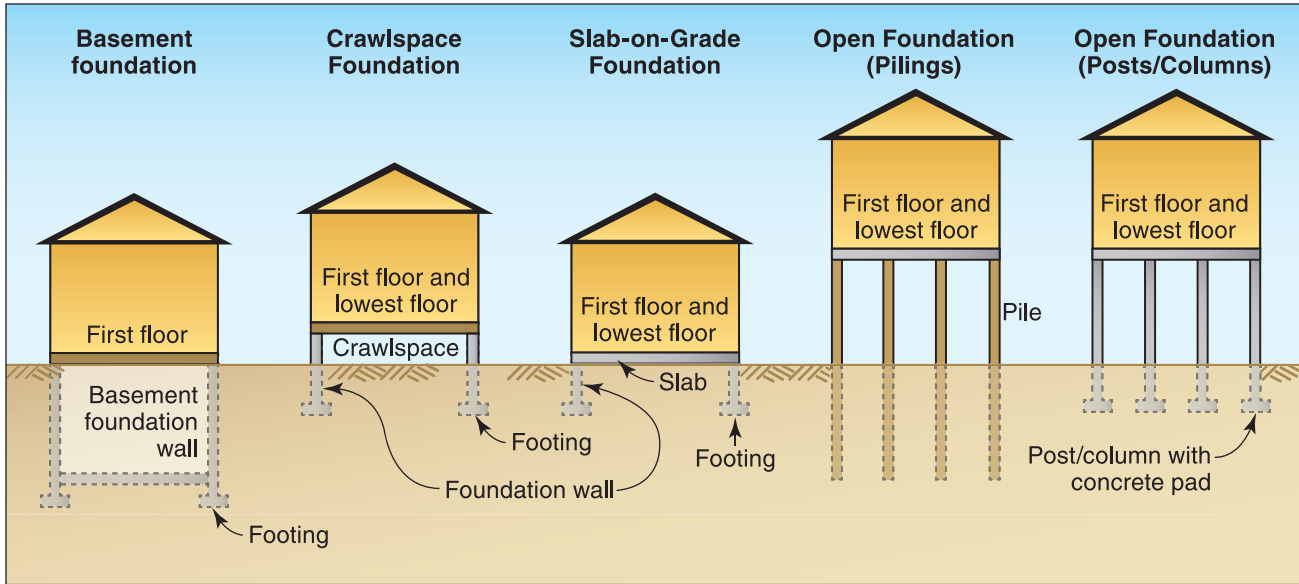 Basement
foundation
Crawlspace
Foundation
Slab-on-Grade
Foundation
Open Foundation
(Pilings)
Open Foundation
(Posts/Columns)
First floor
Basement
foundation
wall
Footing
First floor and
lowest floor
Crawlspace
Footing
Foundation wall
First floor and
lowest floor
Slab
Footing
First floor and
lowest floor
Pile
First floor and
lowest floor
Post/column with
concrete pad